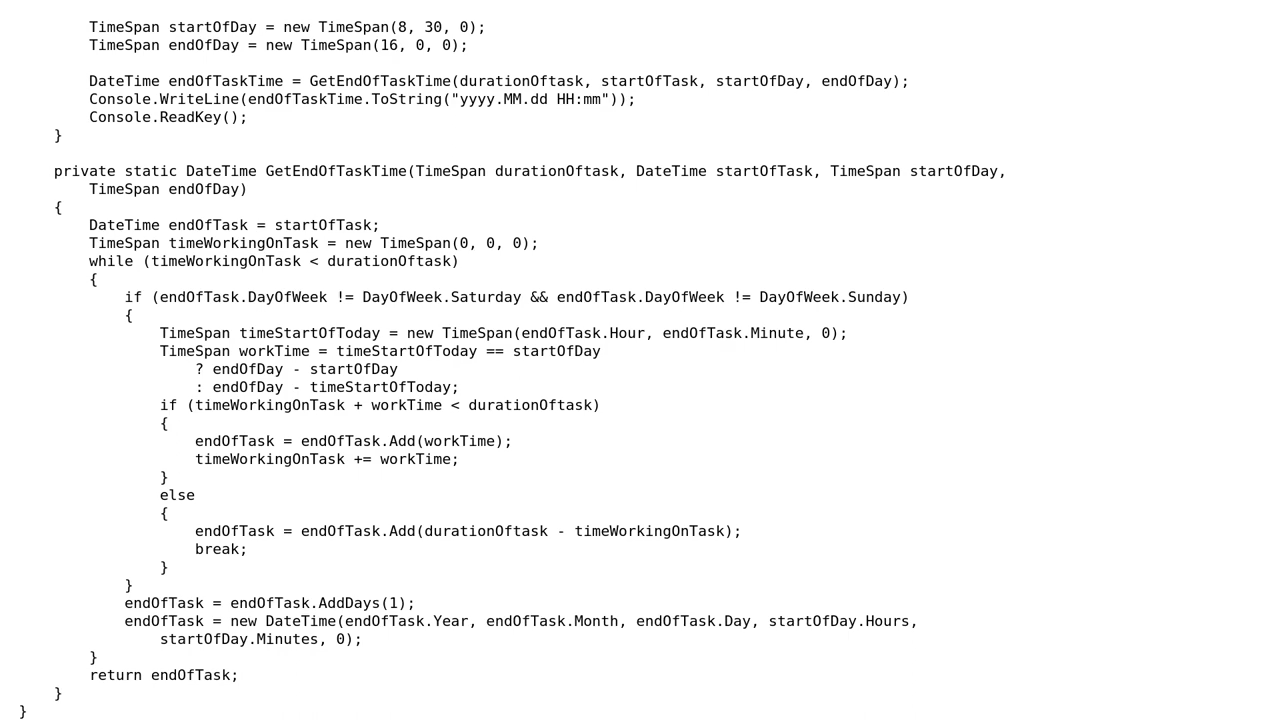 TimeSpan startOfDay = new TimeSpan(8, 30, 0);
TimeSpan endOfDay = new TimeSpan(16, 0, 0);
DateTime endOfTaskTime = GetEndOfTaskTime(durationOftask, startOfTask, startOfDay, endOfDay);
Console.WriteLine(endOfTaskTime.ToString("yyyy.MM.dd HH:mm"));
Console.ReadKey();
}
private static DateTime GetEndOfTaskTime(TimeSpan durationOftask, DateTime startOfTask, TimeSpan startOfDay,
TimeSpan endOfDay)
{
DateTime endOfTask = startOfTask;
TimeSpan timeWorkingOnTask = new TimeSpan(0, 0, 0);
while (timeWorkingOnTask < durationOftask)
{
if (endOfTask.DayOfWeek != DayOfWeek.Saturday && endOfTask.DayOfWeek != DayOfWeek.Sunday)
{
TimeSpan timeStartOfToday = new TimeSpan(endOfTask.Hour, endOfTask.Minute, 0);
TimeSpan workTime = timeStartOfToday == startOfDay
? endOfDay - startOfDay
: endOfDay - timeStartOfToday;
if (timeWorkingOnTask + workTime < durationOftask)
{
endOfTask = endOfTask.Add(workTime);
timeWorkingOnTask += workTime;
}
else
{
endOfTask = endOfTask.Add(durationOftask - timeWorkingOnTask);
break;
}
}
endOfTask = endOfTask.AddDays(1);
endOfTask = new DateTime(endOfTask.Year, endOfTask.Month, endOfTask.Day, startOfDay.Hours,
startOfDay.Minutes, 0);
}
return endOfTask;
}
}